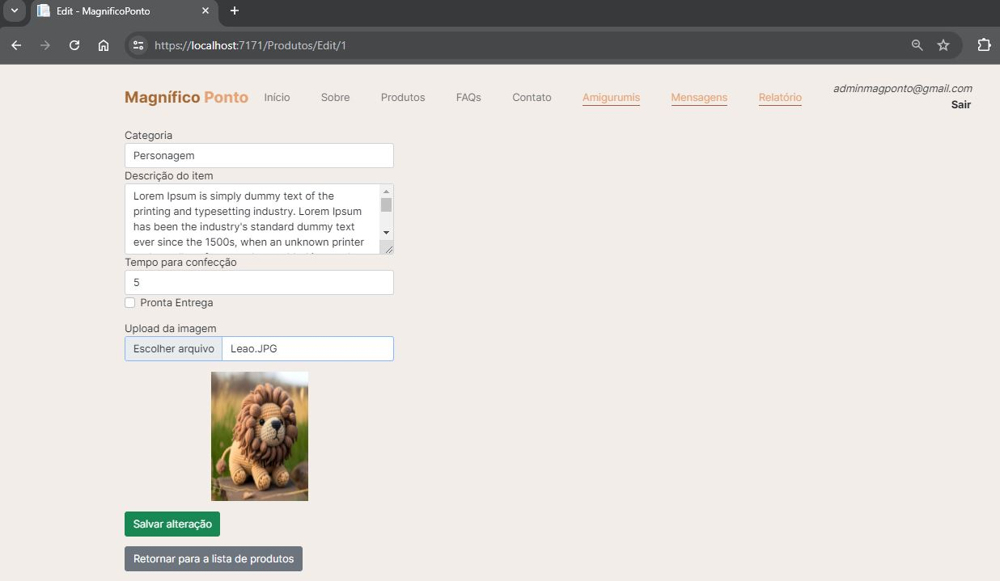 Edit - MagnificoPonto
https://localhost:7171/Produtos/Edit/1
Magnífico Ponto
Início
Sobre
Produtos
FAQs
Contato
Amigurumis
Mensagens
Relatório
adminmagponto@gmail.com
Sair
Categoria
Personagem
Descrição do item
Lorem Ipsum is simply dummy text of the
printing and typesetting industry. Lorem Ipsum
has been the industry's standard dummy text
ever since the 1500s, when an unknown printer
Tempo para confecção
5
Pronta Entrega
Upload da imagem
Escolher arquivo
Leao.JPG
Salvar alteração
Retornar para a lista de produtos